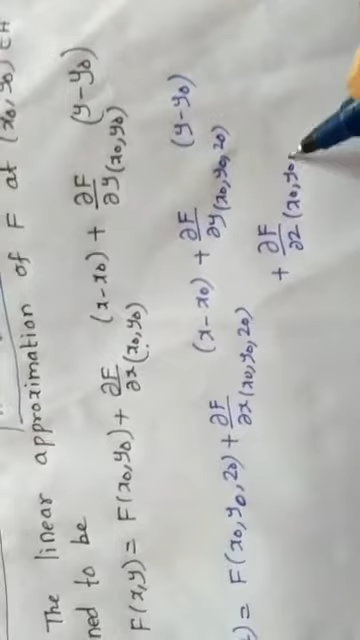 The linear approximation of F at (x₀,y₀) is
ned to be
F(x,y) = F(x₀,y₀) + ∂F/∂x (x₀,y₀) (x-x₀) + ∂F/∂y (x₀,y₀) (y-y₀)
) = F(x₀,y₀,z₀) + ∂F/∂x (x₀,y₀,z₀) (x-x₀) + ∂F/∂y (x₀,y₀,z₀) (y-y₀)
+ ∂F/∂z (x₀,y₀,